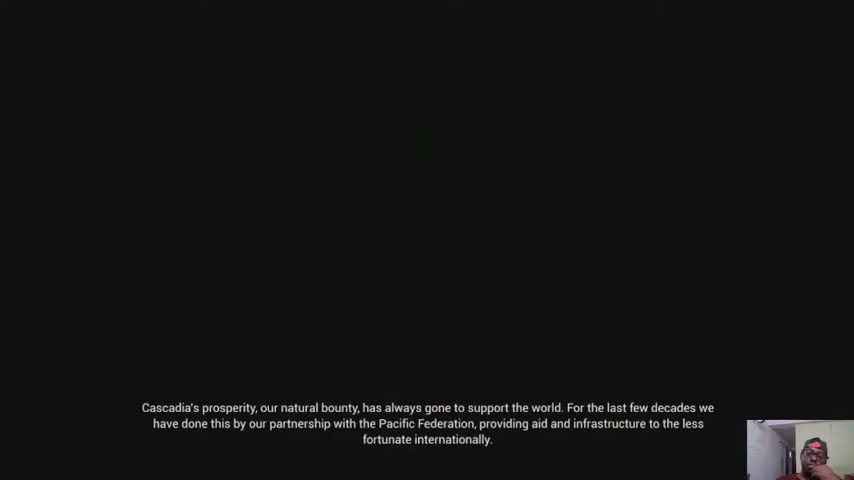 Cascadia's prosperity, our natural bounty, has always gone to support the world. For the last few decades we
have done this by our partnership with the Pacific Federation, providing aid and infrastructure to the less
fortunate internationally.